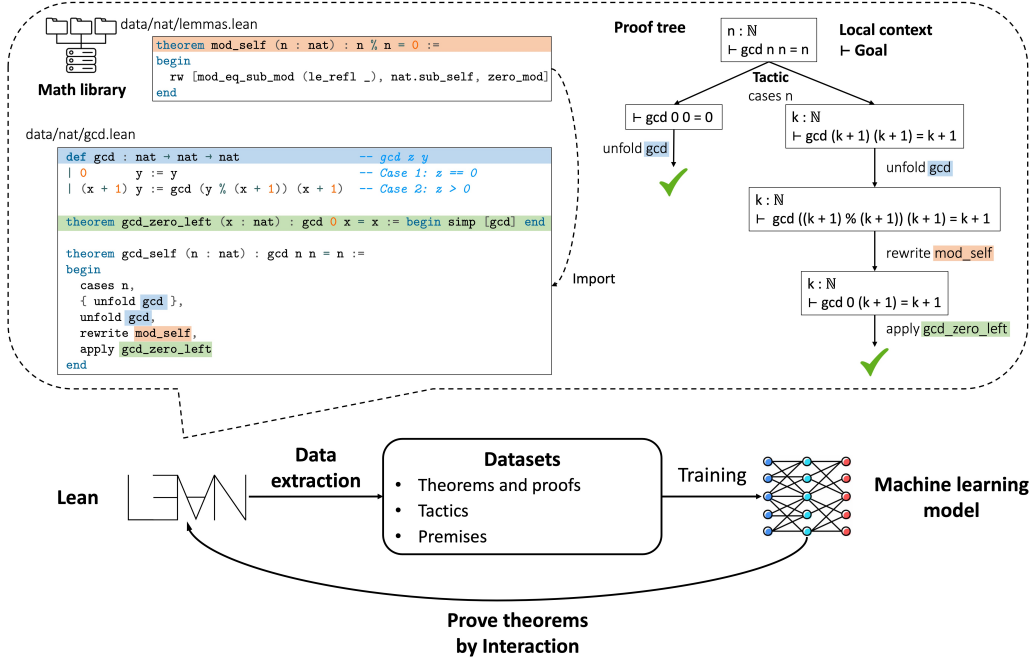 data/nat/lemmas.lean
Math library
theorem mod_self (n : nat) : n % n = 0 :=
begin
rw [mod_eq_sub_mod (le_refl _), nat.sub_self, zero_mod]
end
data/nat/gcd.lean
def gcd : nat → nat → nat -- gcd z y
| 0 y := y -- Case 1: z == 0
| (x + 1) y := gcd (y % (x + 1)) (x + 1) -- Case 2: z > 0
theorem gcd_zero_left (x : nat) : gcd 0 x = x := begin simp [gcd] end
theorem gcd_self (n : nat) : gcd n n = n :=
begin
cases n,
{ unfold gcd },
unfold gcd,
rewrite mod_self,
apply gcd_zero_left
end
Import
Proof tree
n : ℕ
⊢ gcd n n = n
Local context
⊢ Goal
Tactic
cases n
⊢ gcd 0 0 = 0
unfold gcd
k : ℕ
⊢ gcd (k + 1) (k + 1) = k + 1
unfold gcd
k : ℕ
⊢ gcd ((k + 1) % (k + 1)) (k + 1) = k + 1
rewrite mod_self
k : ℕ
⊢ gcd 0 (k + 1) = k + 1
apply gcd_zero_left
Lean
LEAN
Data
extraction
Datasets
• Theorems and proofs
• Tactics
• Premises
Training
Machine learning
model
Prove theorems
by Interaction